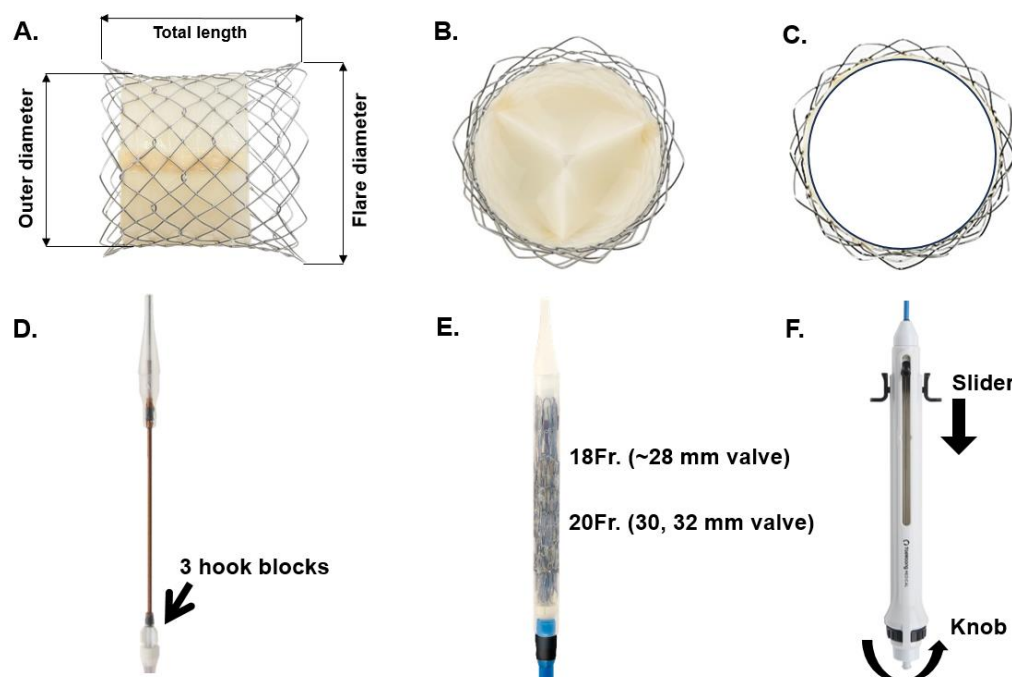 A.
Total length
Outer diameter
Flare diameter
B.
C.
D.
3 hook blocks
E.
18Fr. (~28 mm valve)
20Fr. (30, 32 mm valve)
F.
Slider
Knob